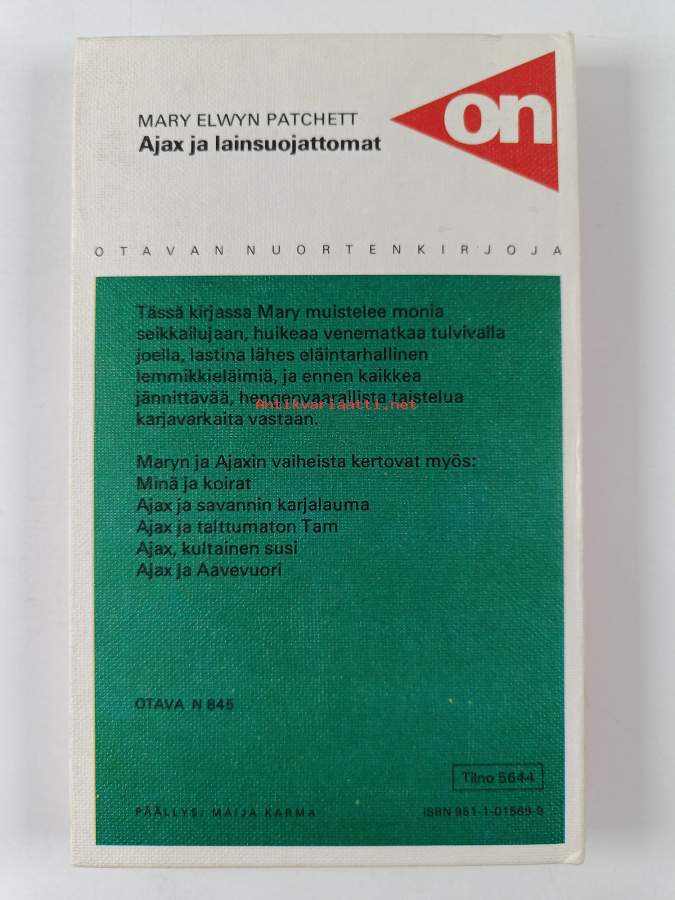 MARY ELWYN PATCHETT
Ajax ja lainsuojattomat
on
OTAVAN NUORTENKIRJOJA
Tässä kirjassa Mary muistelee monia
seikkailujaan, huikeaa venematkaa tulvivalla
joella, lastina lähes eläintarhallinen
lemmikkieläimiä, ja ennen kaikkea
jännittävää, hengenvaarallista taistelua
Antikvariaatti.net
karjavarkaita vastaan.
Maryn ja Ajaxin vaiheista kertovat myös:
Minä ja koirat
Ajax ja savannin karjalauma
Ajax ja talttumaton Tam
Ajax, kultainen susi
Ajax ja Aavevuori
OTAVA N 845
Tilno 5644
PÄÄLLYS: MAIJA KARMA
ISBN 951-1-01569-9